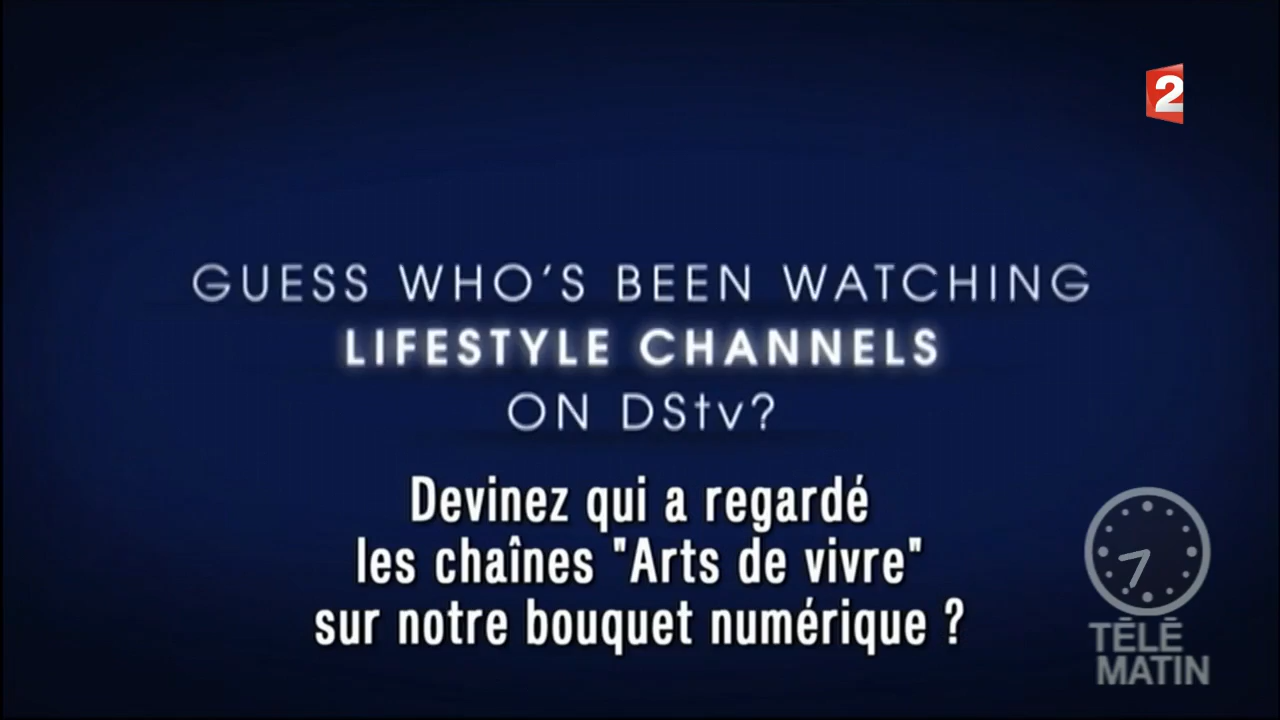 2
GUESS WHO'S BEEN WATCHING
LIFESTYLE CHANNELS
ON DStv?
Devinez qui a regardé
les chaînes "Arts de vivre"
sur notre bouquet numérique ?
TÉLÉ
MATIN